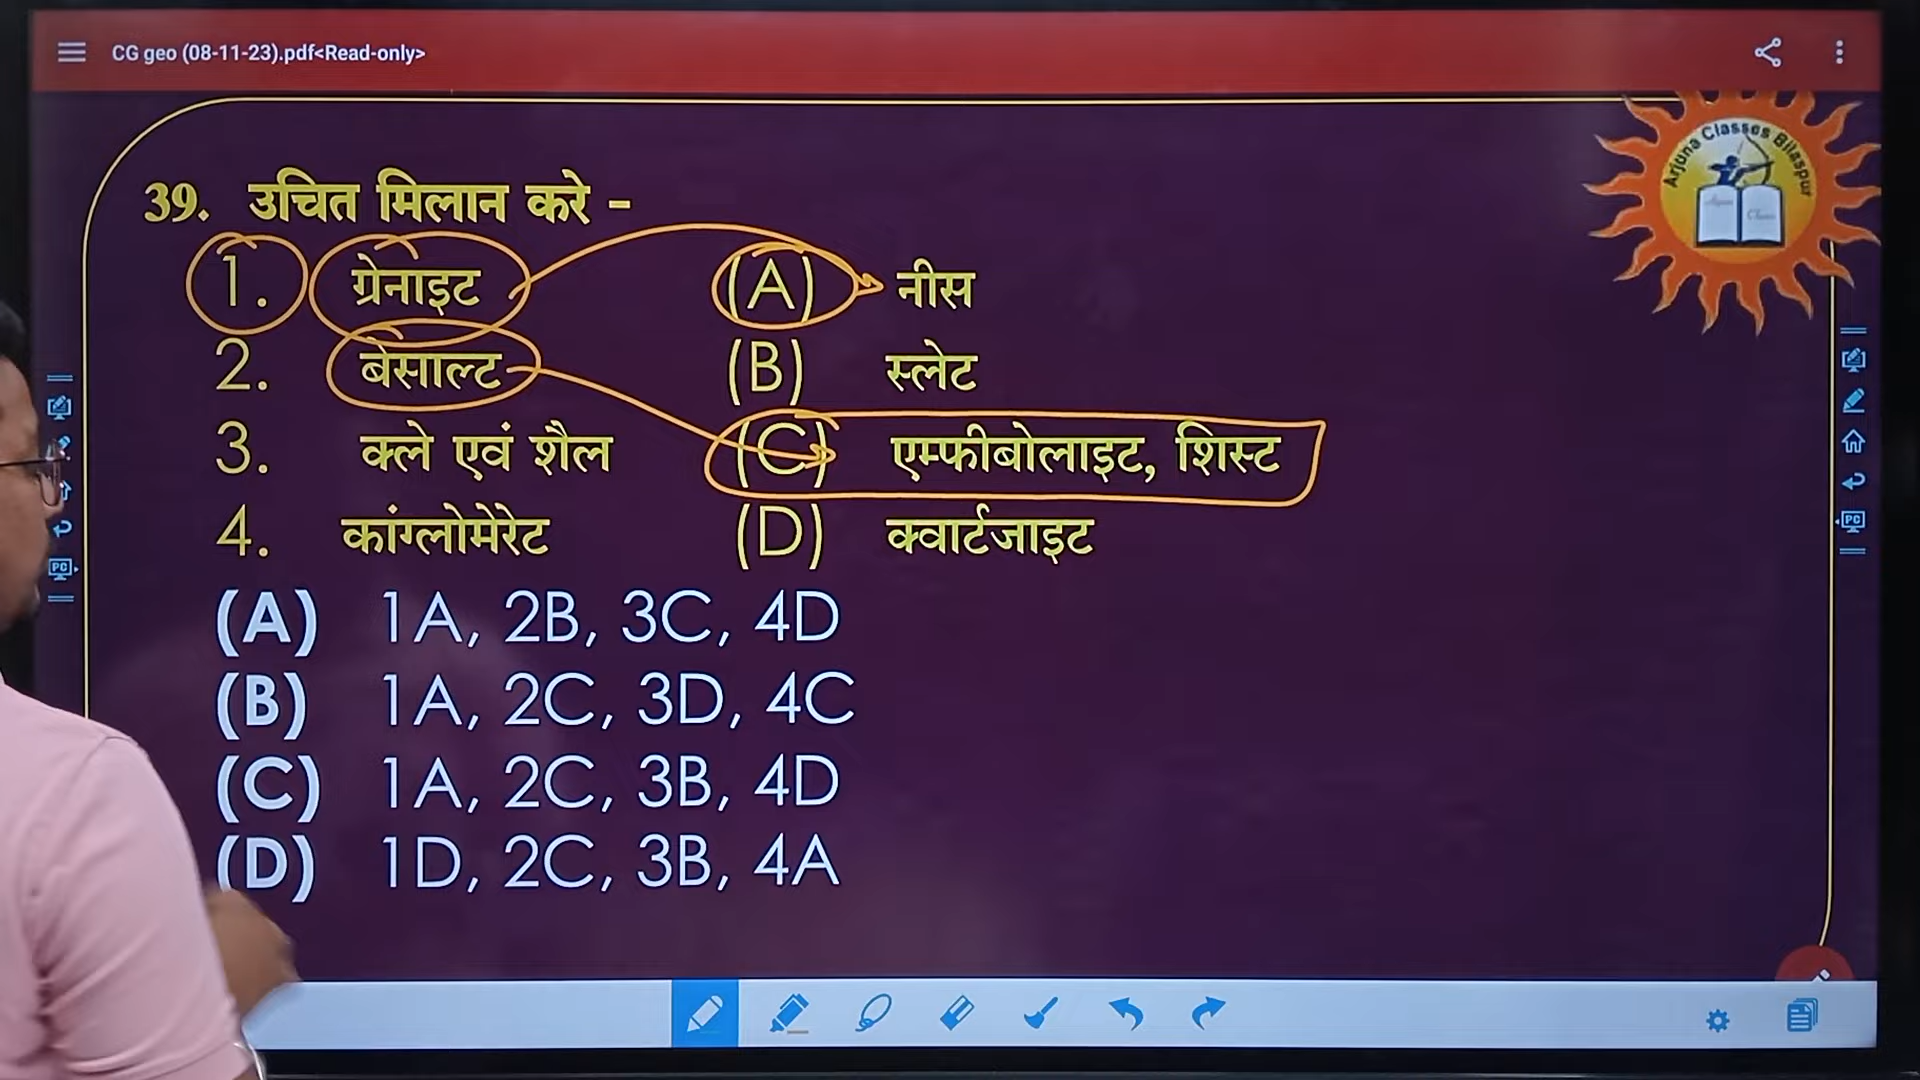 CG geo (08-11-23).pdf<Read-only>
Arjuna Classes Bilaspur
39. उचित मिलान करे -
1. ग्रेनाइट (A) नीस
2. बेसाल्ट (B) स्लेट
3. क्ले एवं शैल (C) एम्फीबोलाइट, शिस्ट
4. कांग्लोमेरेट (D) क्वार्टजाइट
(A) 1A, 2B, 3C, 4D
(B) 1A, 2C, 3D, 4C
(C) 1A, 2C, 3B, 4D
(D) 1D, 2C, 3B, 4A
PC
PC